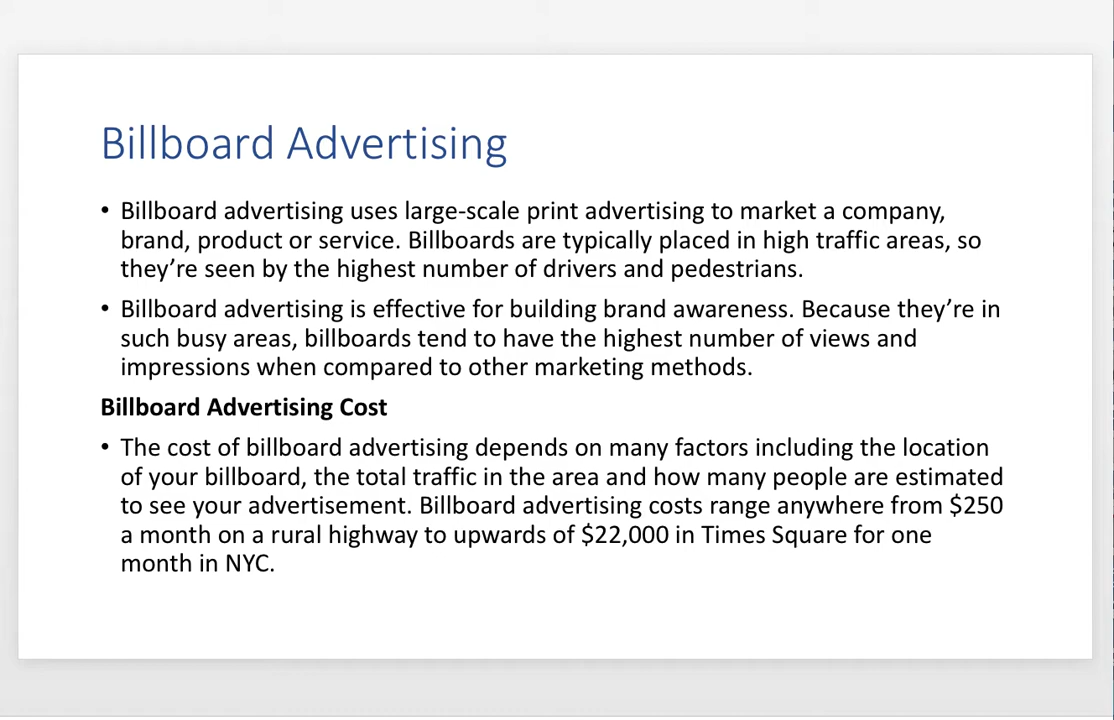 Billboard Advertising
• Billboard advertising uses large-scale print advertising to market a company,
brand, product or service. Billboards are typically placed in high traffic areas, so
they’re seen by the highest number of drivers and pedestrians.
• Billboard advertising is effective for building brand awareness. Because they’re in
such busy areas, billboards tend to have the highest number of views and
impressions when compared to other marketing methods.
Billboard Advertising Cost
• The cost of billboard advertising depends on many factors including the location
of your billboard, the total traffic in the area and how many people are estimated
to see your advertisement. Billboard advertising costs range anywhere from $250
a month on a rural highway to upwards of $22,000 in Times Square for one
month in NYC.